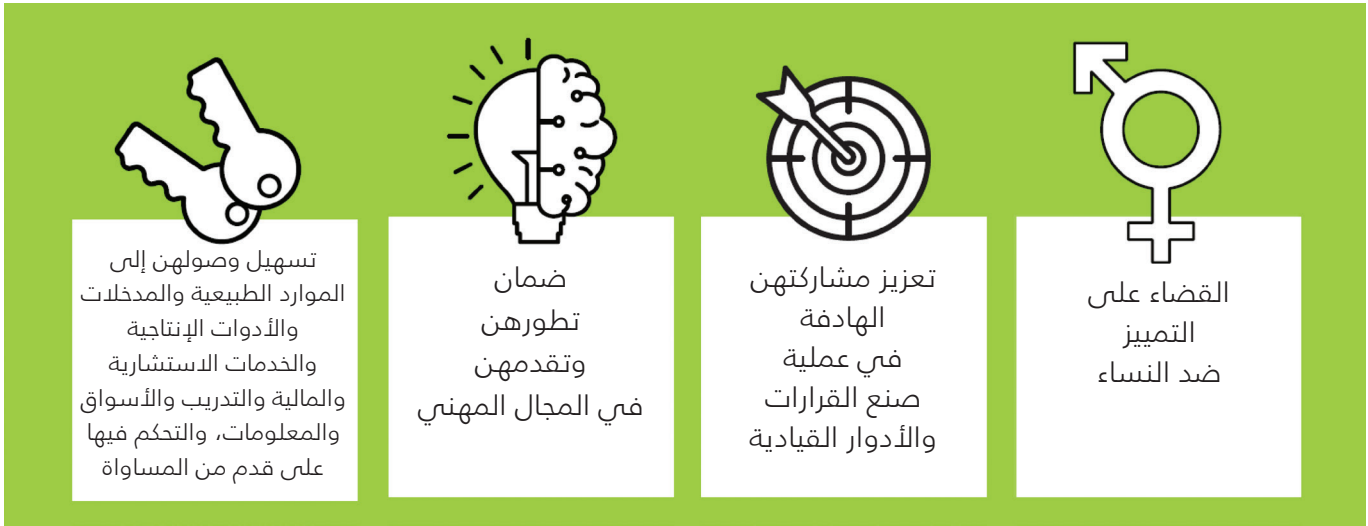 القضاء على
التمييز
ضد النساء
تعزيز مشاركتهن
الهادفة
في عملية
صنع القرارات
والأدوار القيادية
ضمان
تطورهن
وتقدمهن
في المجال المهني
تسهيل وصولهن إلى
الموارد الطبيعية والمدخلات
والأدوات الإنتاجية
والخدمات الاستشارية
والمالية والتدريب والأسواق
والمعلومات، والتحكم فيها
على قدم من المساواة